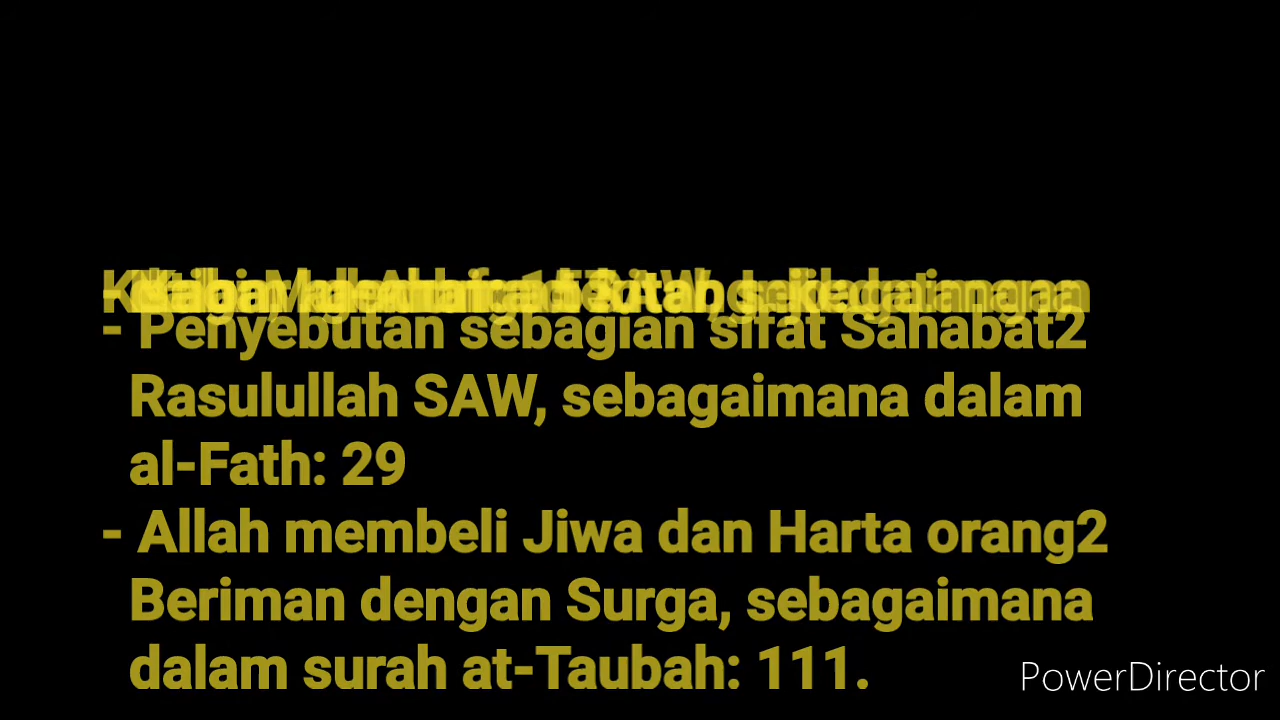 - Penyebutan sebagian sifat Sahabat2
Rasulullah SAW, sebagaimana dalam
al-Fath: 29
- Allah membeli Jiwa dan Harta orang2
Beriman dengan Surga, sebagaimana
dalam surah at-Taubah: 111.
PowerDirector